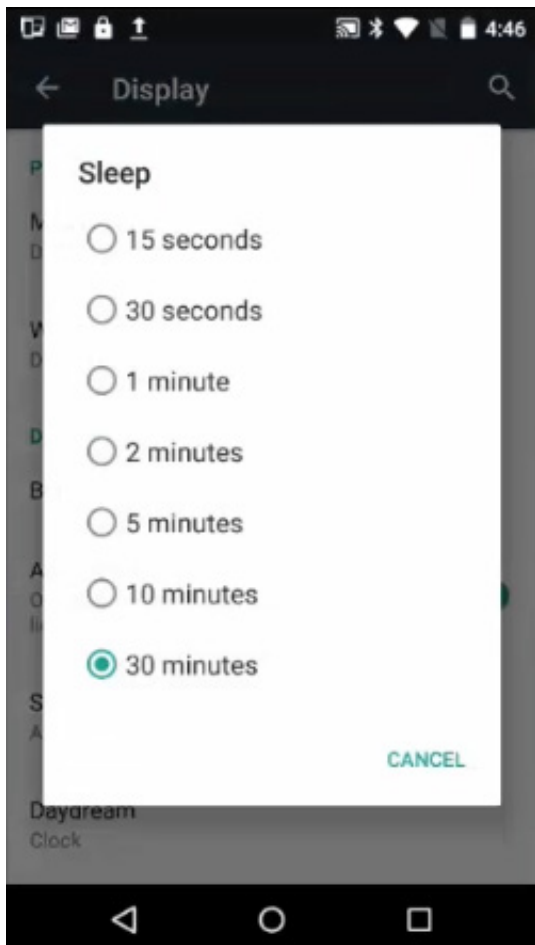 4:46
Display
Sleep
15 seconds
30 seconds
1 minute
2 minutes
5 minutes
10 minutes
30 minutes
CANCEL
Daydream
Clock